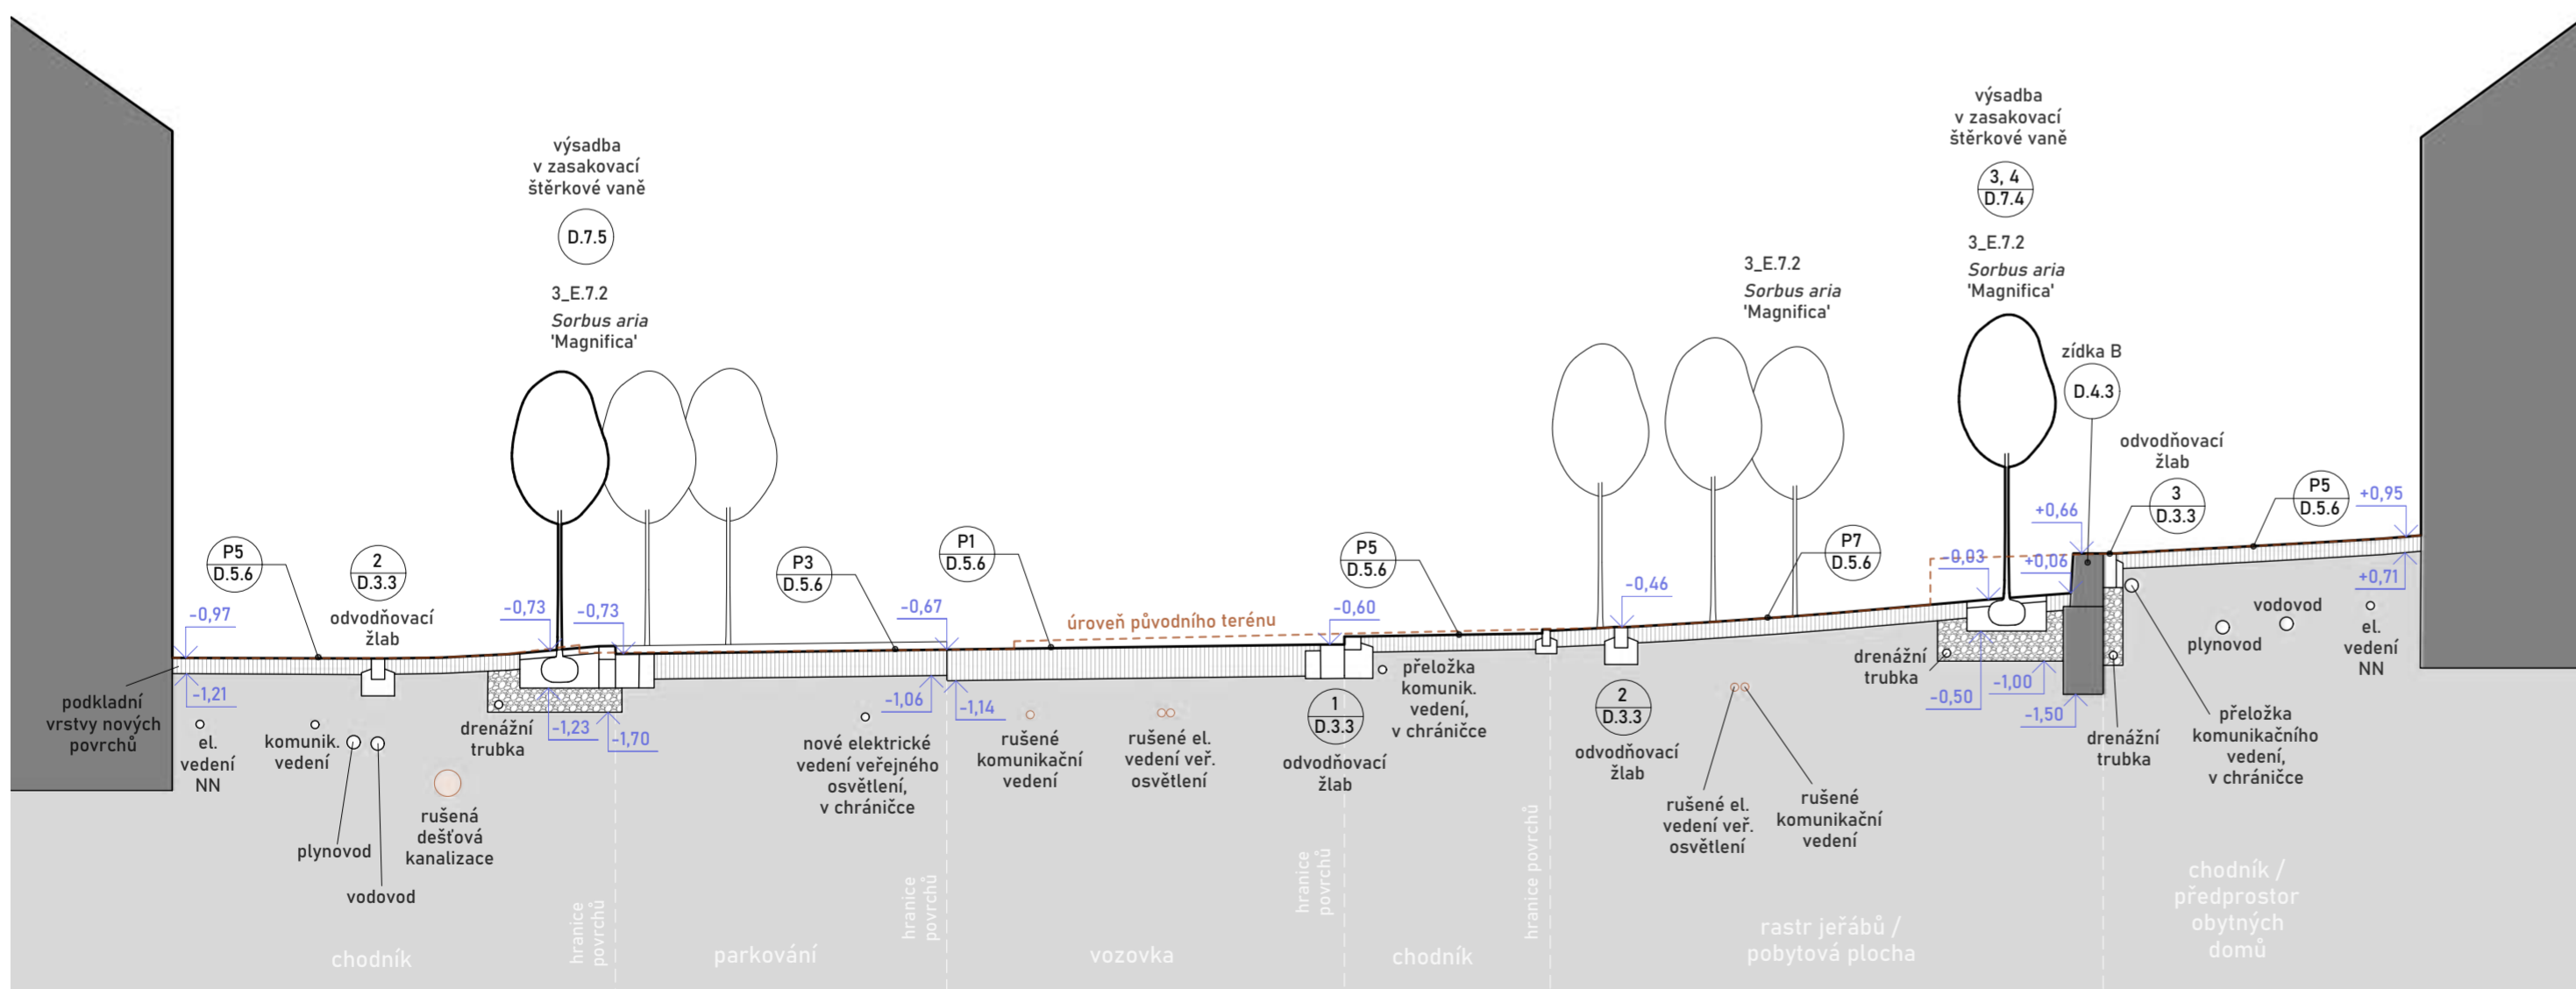 výsadba
v zasakovací
štěrkové vaně
D.7.5
3_E.7.2
Sorbus aria
'Magnifica'
výsadba
v zasakovací
štěrkové vaně
3, 4
D.7.4
3_E.7.2
Sorbus aria
'Magnifica'
3_E.7.2
Sorbus aria
'Magnifica'
zídka B
D.4.3
odvodňovací
žlab
3
D.3.3
P5
D.5.6
+0,95
+0,66
+0,71
-0,03
+0,06
P5
D.5.6
2
D.3.3
odvodňovací
žlab
-0,97
-1,21
-0,73
-0,73
P3
D.5.6
-0,67
P1
D.5.6
úroveň původního terénu
-0,60
P5
D.5.6
-0,46
P7
D.5.6
podkladní
vrstvy nových
povrchů
el.
vedení
NN
komunik.
vedení
plynovod
vodovod
rušená
dešťová
kanalizace
drenážní
trubka
-1,23
-1,70
nové elektrické
vedení veřejného
osvětlení,
v chráničce
-1,06
-1,14
rušené
komunikační
vedení
rušené el.
vedení veř.
osvětlení
1
D.3.3
odvodňovací
žlab
přeložka
komunik.
vedení,
v chráničce
2
D.3.3
odvodňovací
žlab
rušené el.
vedení veř.
osvětlení
rušené
komunikační
vedení
drenážní
trubka
-0,50
-1,00
-1,50
drenážní
trubka
přeložka
komunikačního
vedení,
v chráničce
plynovod
vodovod
el.
vedení
NN
chodník
hranice
povrchů
parkování
hranice
povrchů
vozovka
hranice
povrchů
chodník
hranice povrchů
rastr jeřábů /
pobytová plocha
chodník /
předprostor
obytných
domů